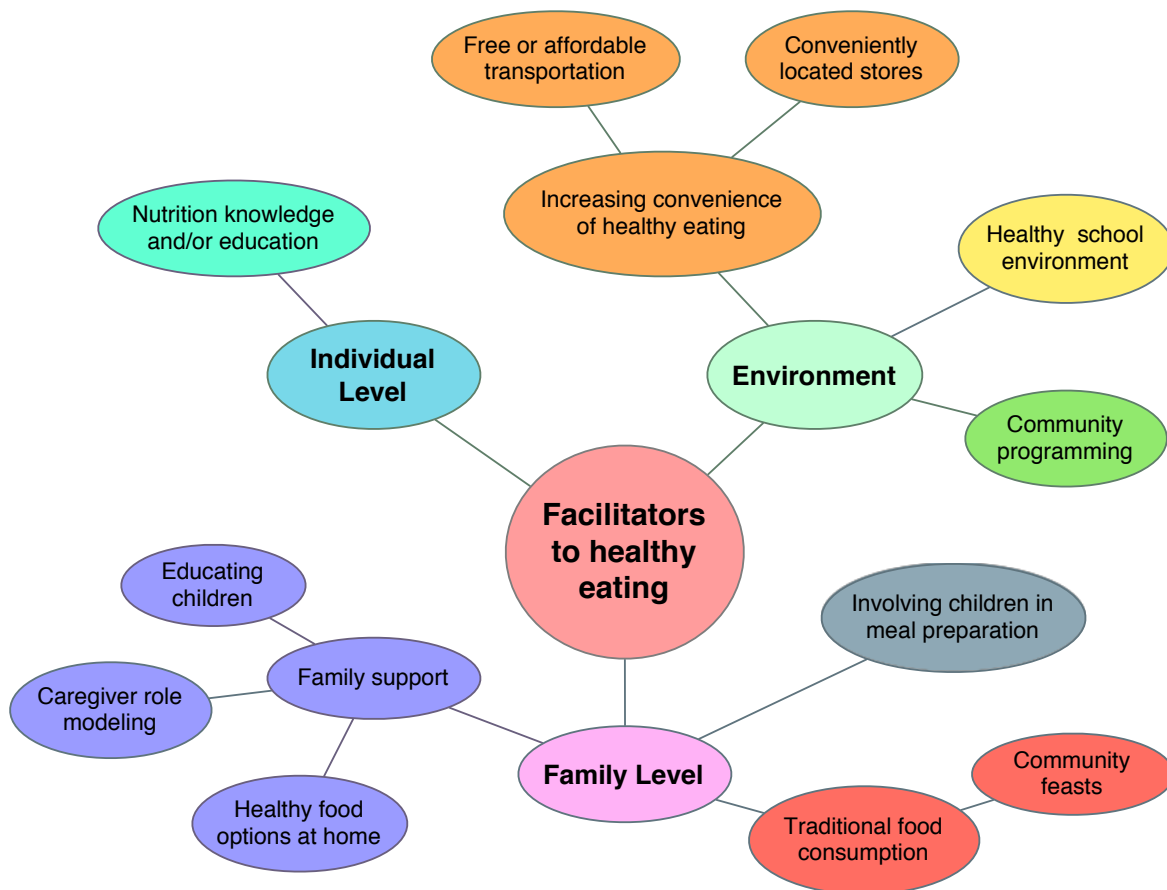 Free or affordable
transportation
Conveniently
located stores
Increasing convenience
of healthy eating
Nutrition knowledge
and/or education
Healthy  school
environment
Individual
Level
Environment
Community
programming
Facilitators
to healthy
eating
Educating
children
Involving children in
meal preparation
Family support
Caregiver role
modeling
Family Level
Community
feasts
Healthy food
options at home
Traditional food
consumption